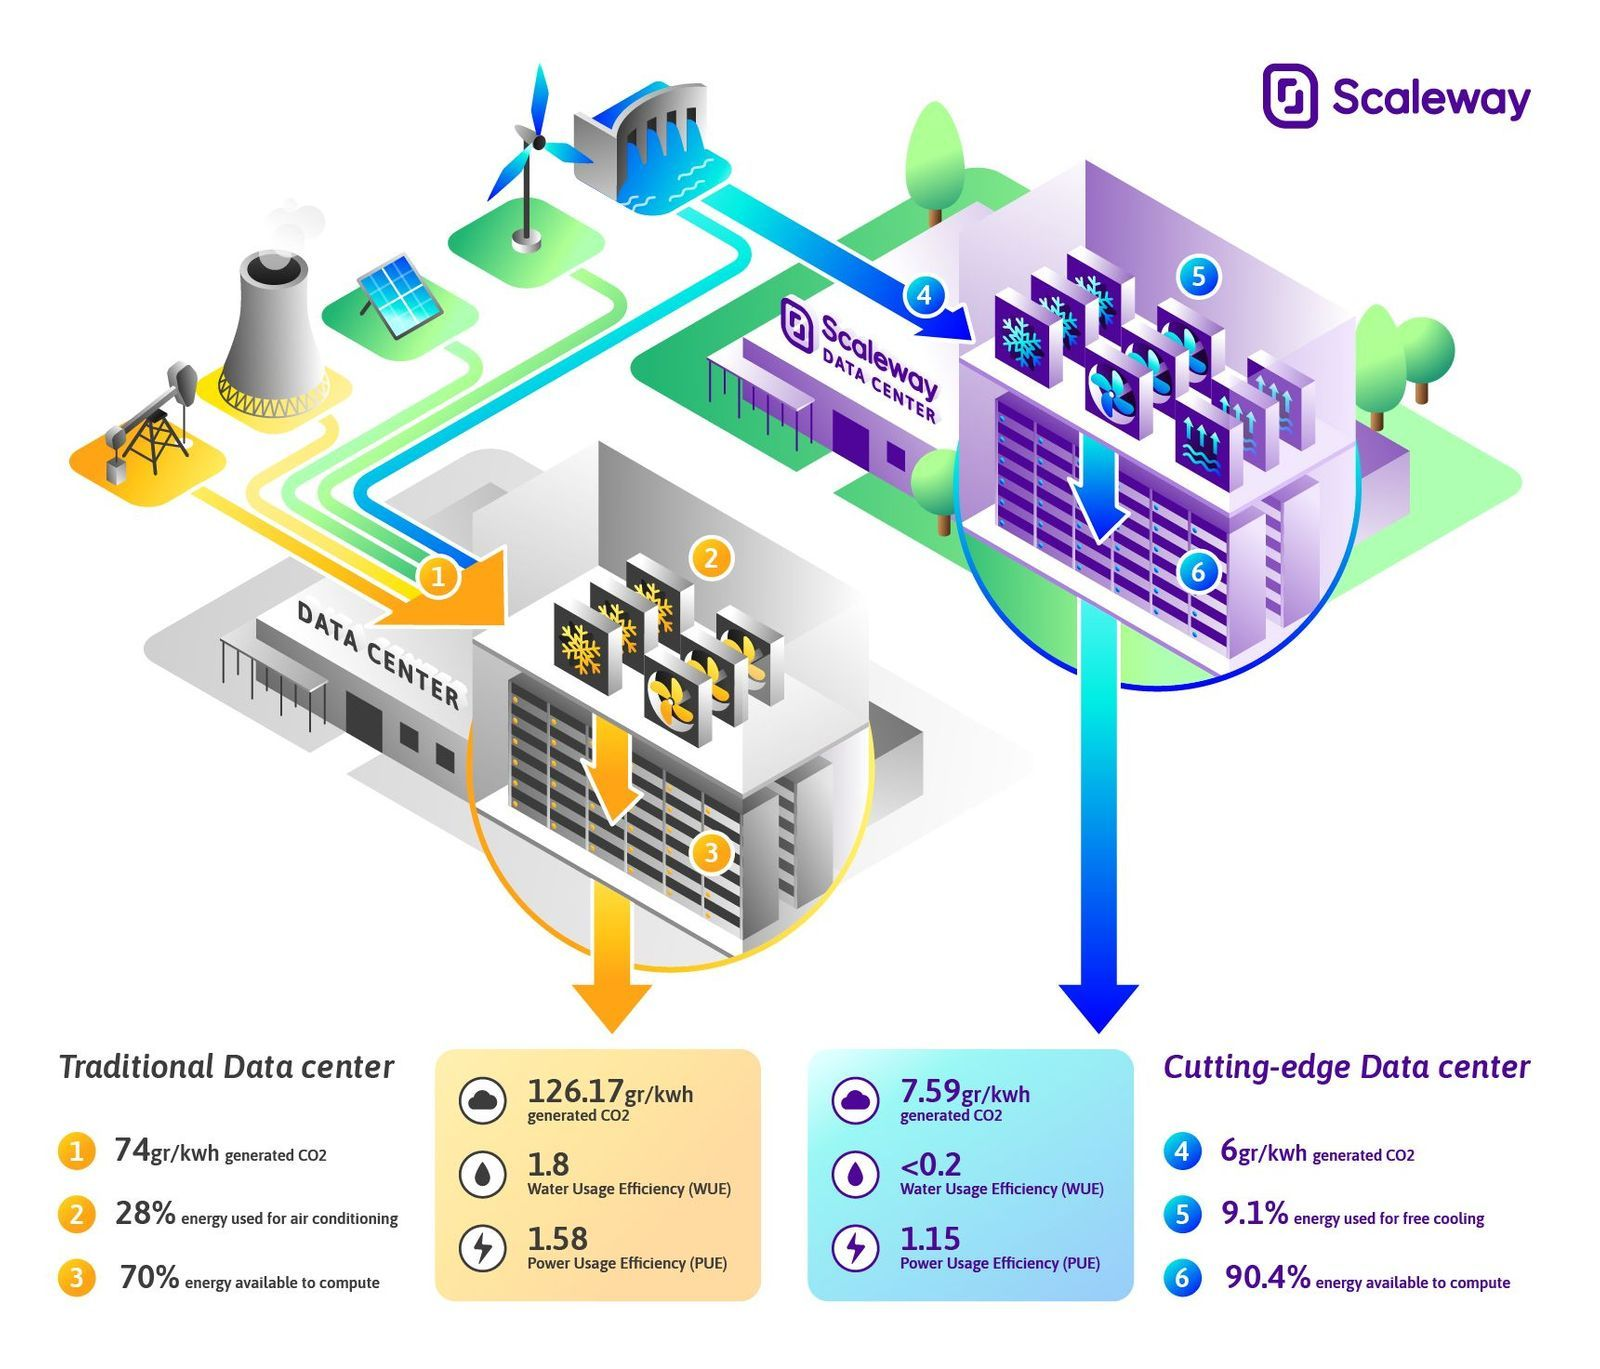 Scaleway
4
5
Scaleway
DATA CENTER
6
1
2
DATA CENTER
3
Traditional Data center
1 74gr/kwh generated CO2
2 28% energy used for air conditioning
3 70% energy available to compute
126.17gr/kwh
generated CO2
1.8
Water Usage Efficiency (WUE)
1.58
Power Usage Efficiency (PUE)
7.59gr/kwh
generated CO2
<0.2
Water Usage Efficiency (WUE)
1.15
Power Usage Efficiency (PUE)
Cutting-edge Data center
4 6gr/kwh generated CO2
5 9.1% energy used for free cooling
6 90.4% energy available to compute